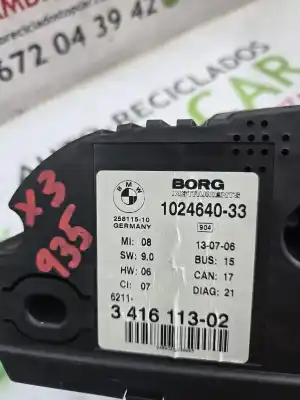 672 04 39 42
RECICLADOS
CAR
X3
935
BMW
BORG
INSTRUMENTS
258115-10
GERMANY
1024640-33
904
MI: 08
13-07-06
SW: 9.0
BUS: 15
HW: 06
CAN: 17
CI: 07
DIAG: 21
6211-
3 416 113-02